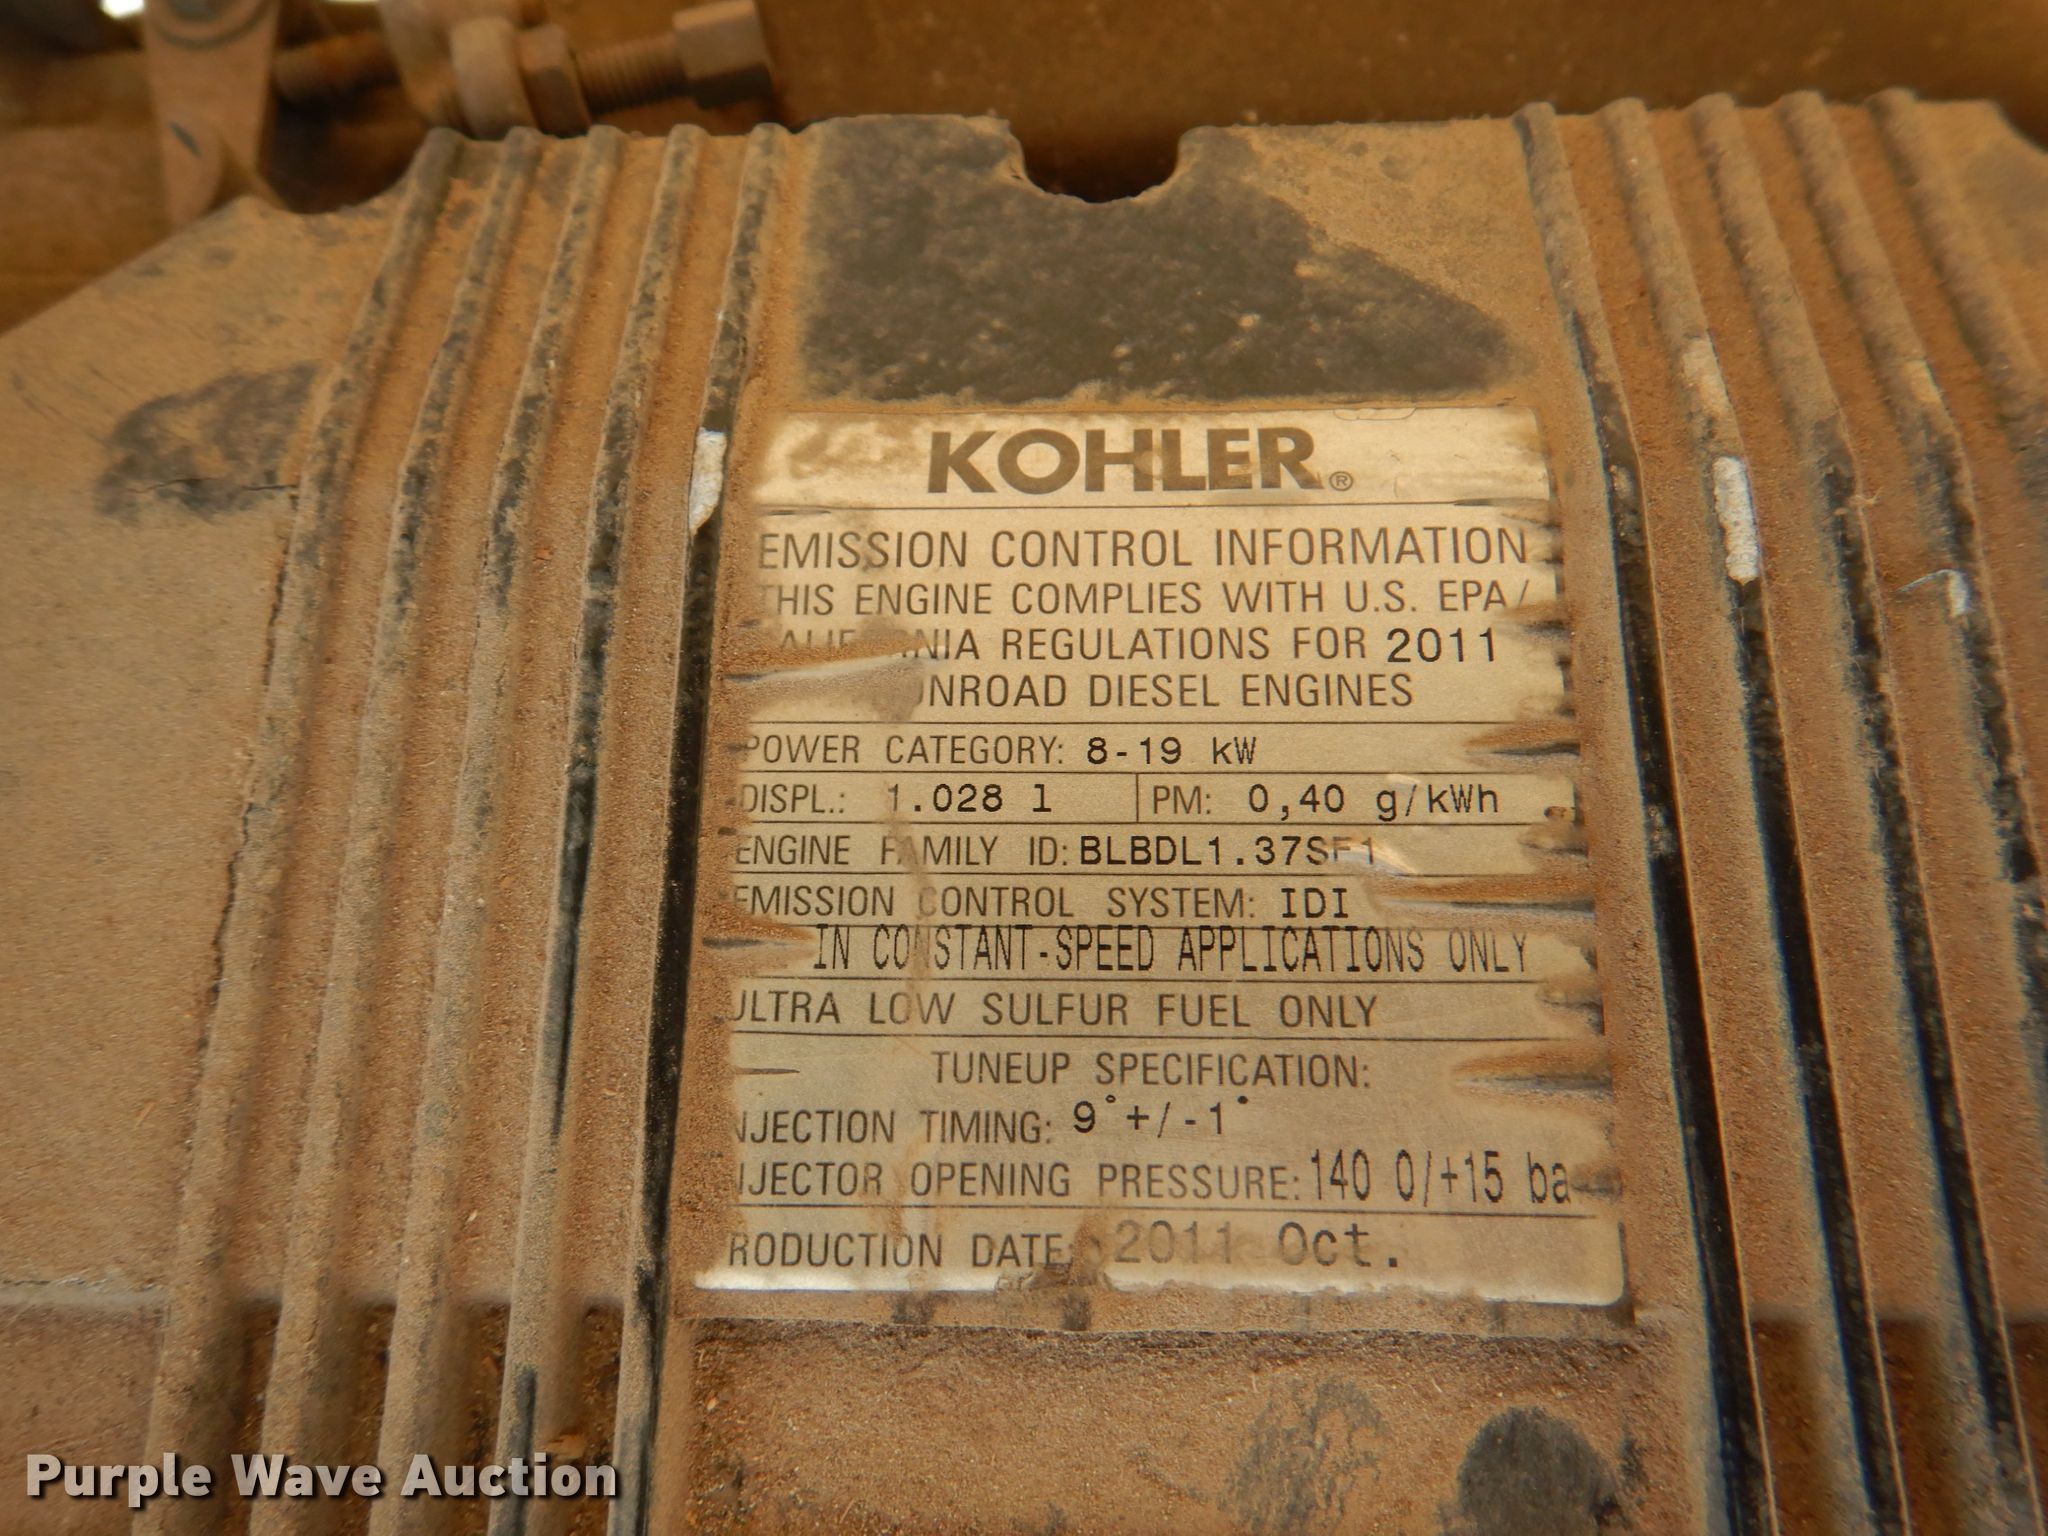 KOHLER®
EMISSION CONTROL INFORMATION
THIS ENGINE COMPLIES WITH U.S. EPA/
CALIFORNIA REGULATIONS FOR 2011
NONROAD DIESEL ENGINES
POWER CATEGORY: 8-19 kW
DISPL.: 1.028 l PM: 0,40 g/kWh
ENGINE FAMILY ID: BLBDL1.37SF1
EMISSION CONTROL SYSTEM: IDI
IN CONSTANT-SPEED APPLICATIONS ONLY
ULTRA LOW SULFUR FUEL ONLY
TUNEUP SPECIFICATION:
INJECTION TIMING: 9°+/-1°
INJECTOR OPENING PRESSURE: 140 0/+15 ba
PRODUCTION DATE: 2011 Oct.
Purple Wave Auction